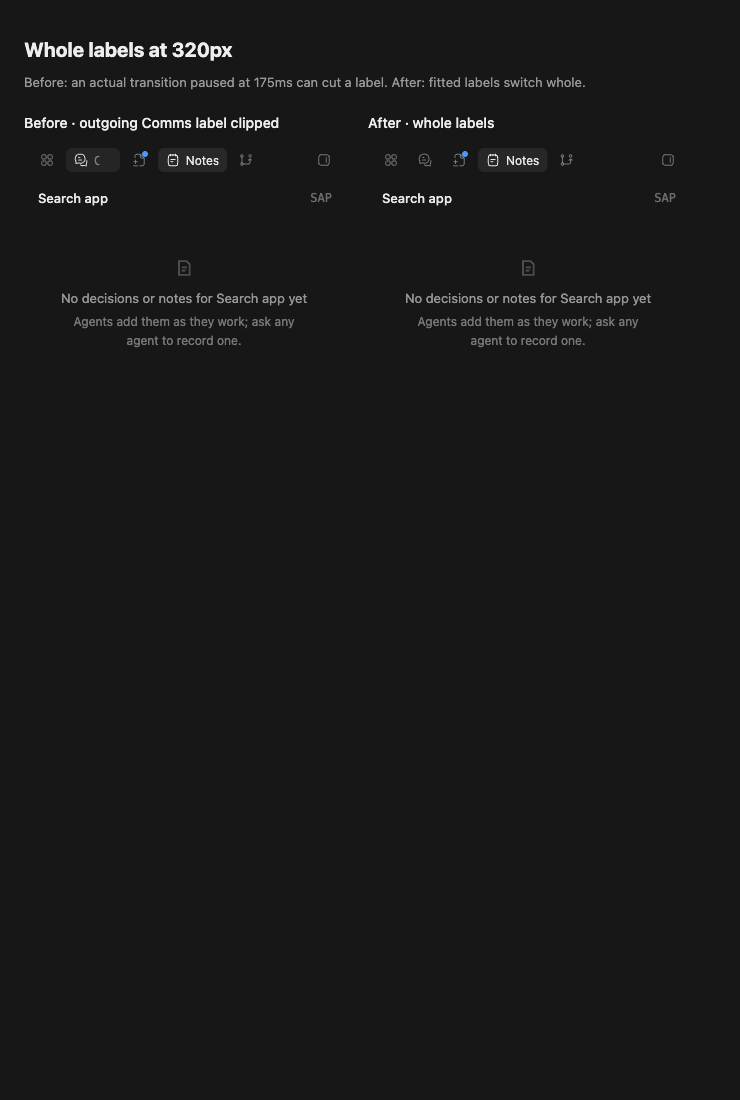 Whole labels at 320px
Before: an actual transition paused at 175ms can cut a label. After: fitted labels switch whole.
Before · outgoing Comms label clipped
After · whole labels
C
Notes
Notes
Search app
SAP
Search app
SAP
No decisions or notes for Search app yet
Agents add them as they work; ask any
agent to record one.
No decisions or notes for Search app yet
Agents add them as they work; ask any
agent to record one.